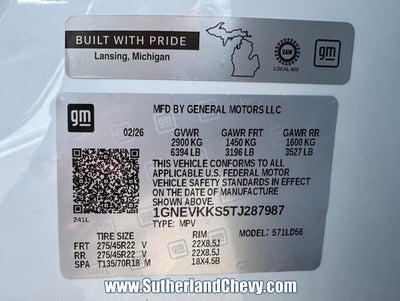 BUILT WITH PRIDE
Lansing, Michigan
UAW
LOCAL 602
gm
gm
MFD BY GENERAL MOTORS LLC
02/26 GVWR GAWR FRT GAWR RR
2900 KG 1450 KG 1600 KG
6394 LB 3196 LB 3527 LB
THIS VEHICLE CONFORMS TO ALL
APPLICABLE U.S. FEDERAL MOTOR
VEHICLE SAFETY STANDARDS IN EFFECT
ON THE DATE OF MANUFACTURE
SHOWN ABOVE.
1GNEVKKS5TJ287987
TYPE: MPV
241L
TIRE SIZE RIM MODEL: 571LD56
FRT 275/45R22 V 22X8.5J
RR 275/45R22 V 22X8.5J
SPA T135/70R18 M 18X4.5B
www.SutherlandChevy.com